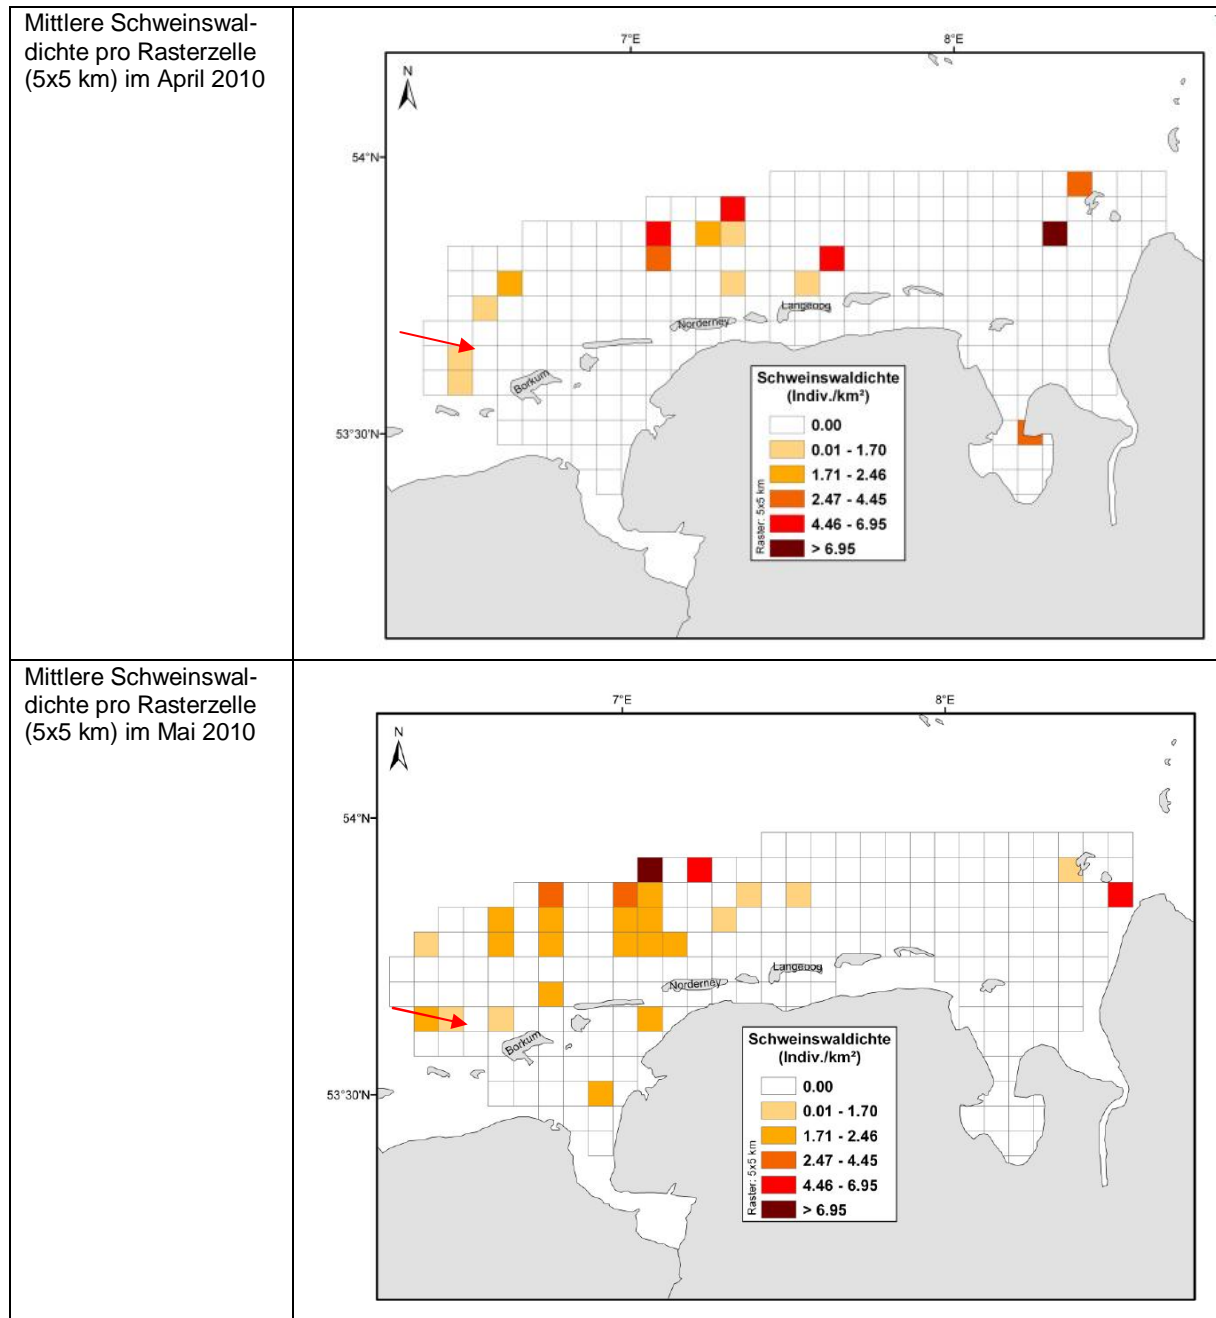 Mittlere Schweinswal-
dichte pro Rasterzelle
(5x5 km) im April 2010
7°E
8°E
N
54°N
Langeoog
Norderney
Borkum
53°30'N
Schweinswaldichte
(Indiv./km²)
0.00
0.01 - 1.70
1.71 - 2.46
2.47 - 4.45
4.46 - 6.95
> 6.95
Raster: 5x5 km
Mittlere Schweinswal-
dichte pro Rasterzelle
(5x5 km) im Mai 2010
7°E
8°E
N
54°N
Langeoog
Norderney
Borkum
53°30'N
Schweinswaldichte
(Indiv./km²)
0.00
0.01 - 1.70
1.71 - 2.46
2.47 - 4.45
4.46 - 6.95
> 6.95
Raster: 5x5 km